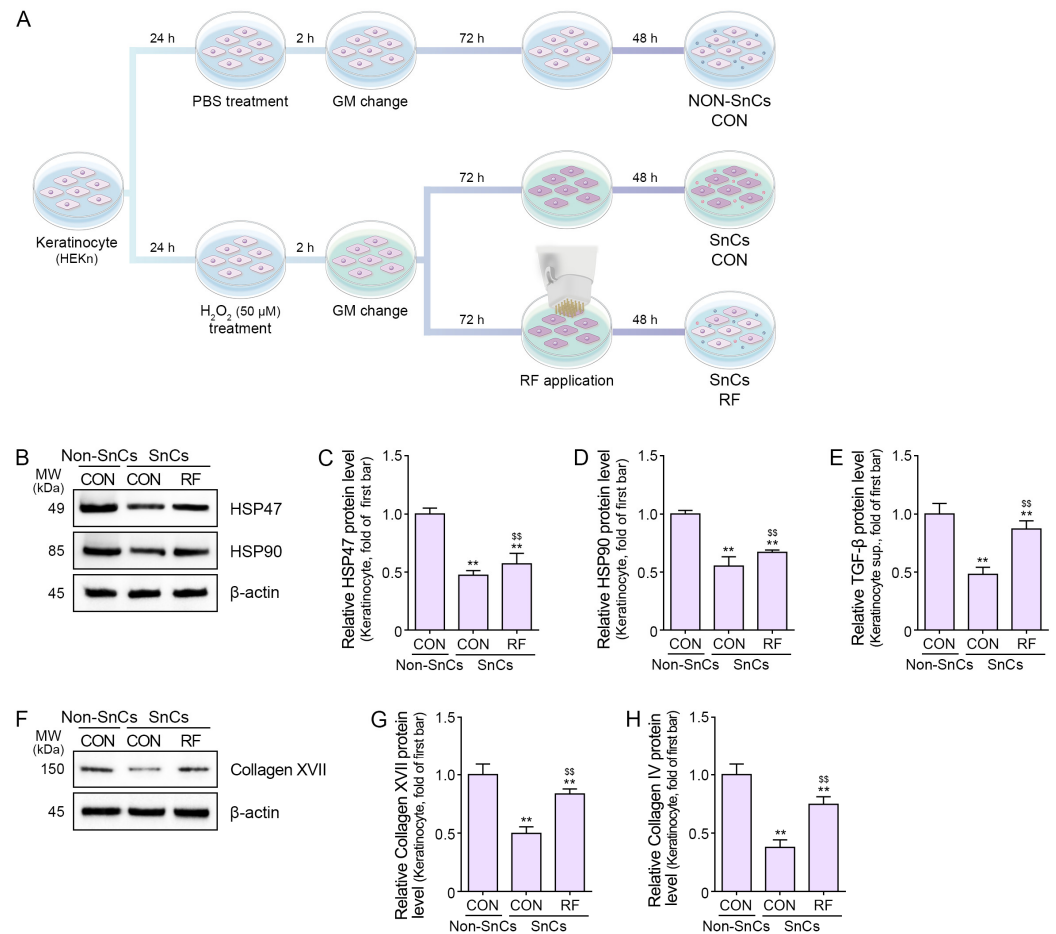 A
24 h
2 h
72 h
48 h
PBS treatment
GM change
NON-SnCs
CON
Keratinocyte
(HEKn)
72 h
48 h
SnCs
CON
24 h
2 h
H₂O₂ (50 µM)
treatment
GM change
72 h
48 h
RF application
SnCs
RF
B
Non-SnCs SnCs
MW
(kDa)
CON CON RF
49 HSP47
85 HSP90
45 β-actin
C
Relative HSP47 protein level
(Keratinocyte, fold of first bar)
1.5
1.0
0.5
0
**
$$
**
CON CON RF
Non-SnCs SnCs
D
Relative HSP90 protein level
(Keratinocyte, fold of first bar)
1.5
1.0
0.5
0
**
$$
**
CON CON RF
Non-SnCs SnCs
E
Relative TGF-β protein level
(Keratinocyte sup., fold of first bar)
1.5
1.0
0.5
0
**
$$
**
CON CON RF
Non-SnCs SnCs
F
Non-SnCs SnCs
MW
(kDa)
CON CON RF
150 Collagen XVII
45 β-actin
G
Relative Collagen XVII protein
level (Keratinocyte, fold of first bar)
1.5
1.0
0.5
0
**
$$
**
CON CON RF
Non-SnCs SnCs
H
Relative Collagen IV protein
level (Keratinocyte, fold of first bar)
1.5
1.0
0.5
0
**
$$
**
CON CON RF
Non-SnCs SnCs